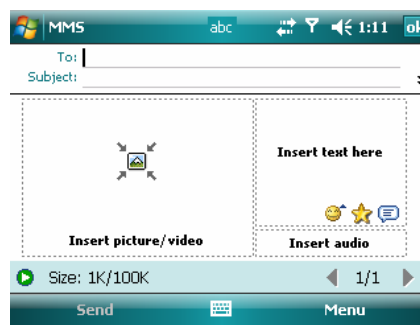 MMS abc 1:11 ok
To:
Subject:
Insert text here
Insert picture/video
Insert audio
Size: 1K/100K 1/1
Send Menu